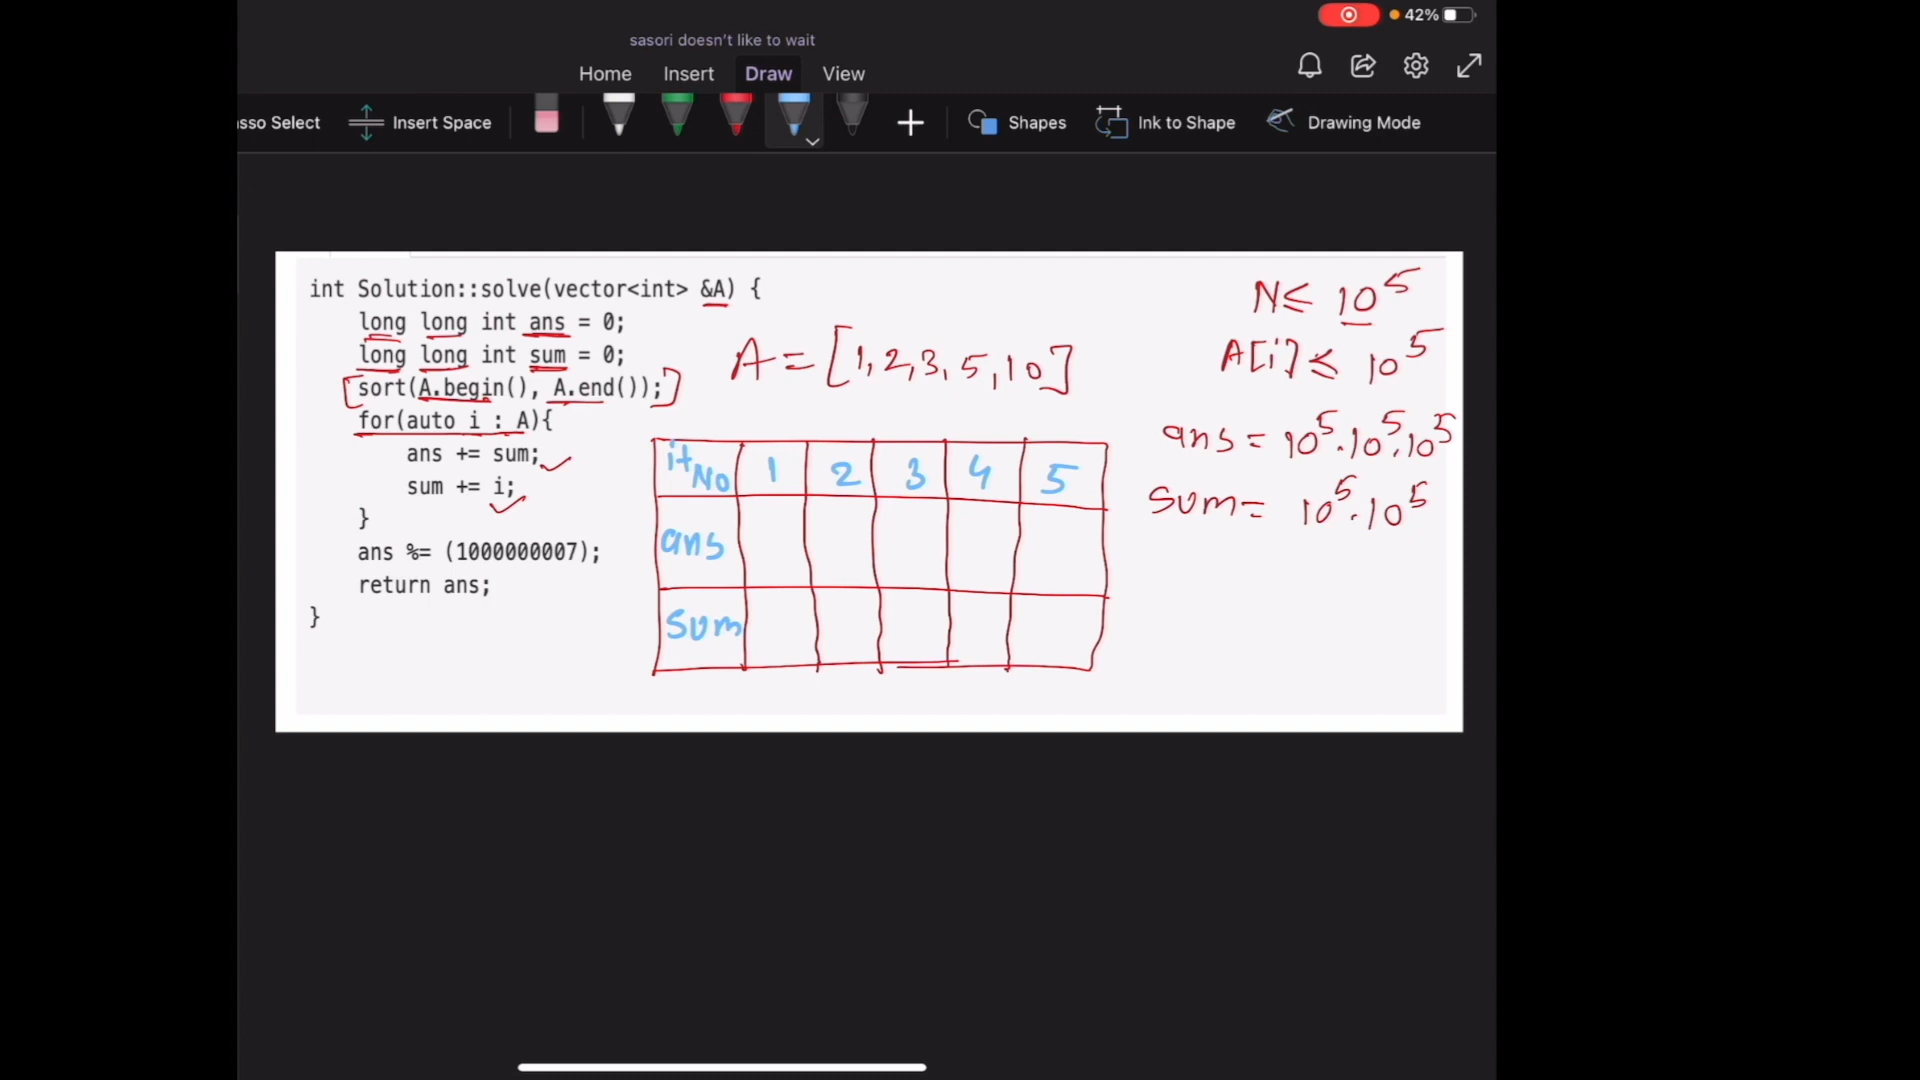 42%
sasori doesn't like to wait
Home Insert Draw View
asso Select Insert Space Shapes Ink to Shape Drawing Mode
int Solution::solve(vector<int> &A) {
long long int ans = 0;
long long int sum = 0;
sort(A.begin(), A.end());
for(auto i : A){
ans += sum;
sum += i;
}
ans %= (1000000007);
return ans;
}
A = [1, 2, 3, 5, 10]
it No 1 2 3 4 5
ans
sum
N ≤ 10^5
A[i] ≤ 10^5
ans = 10^5 . 10^5 . 10^5
sum = 10^5 . 10^5